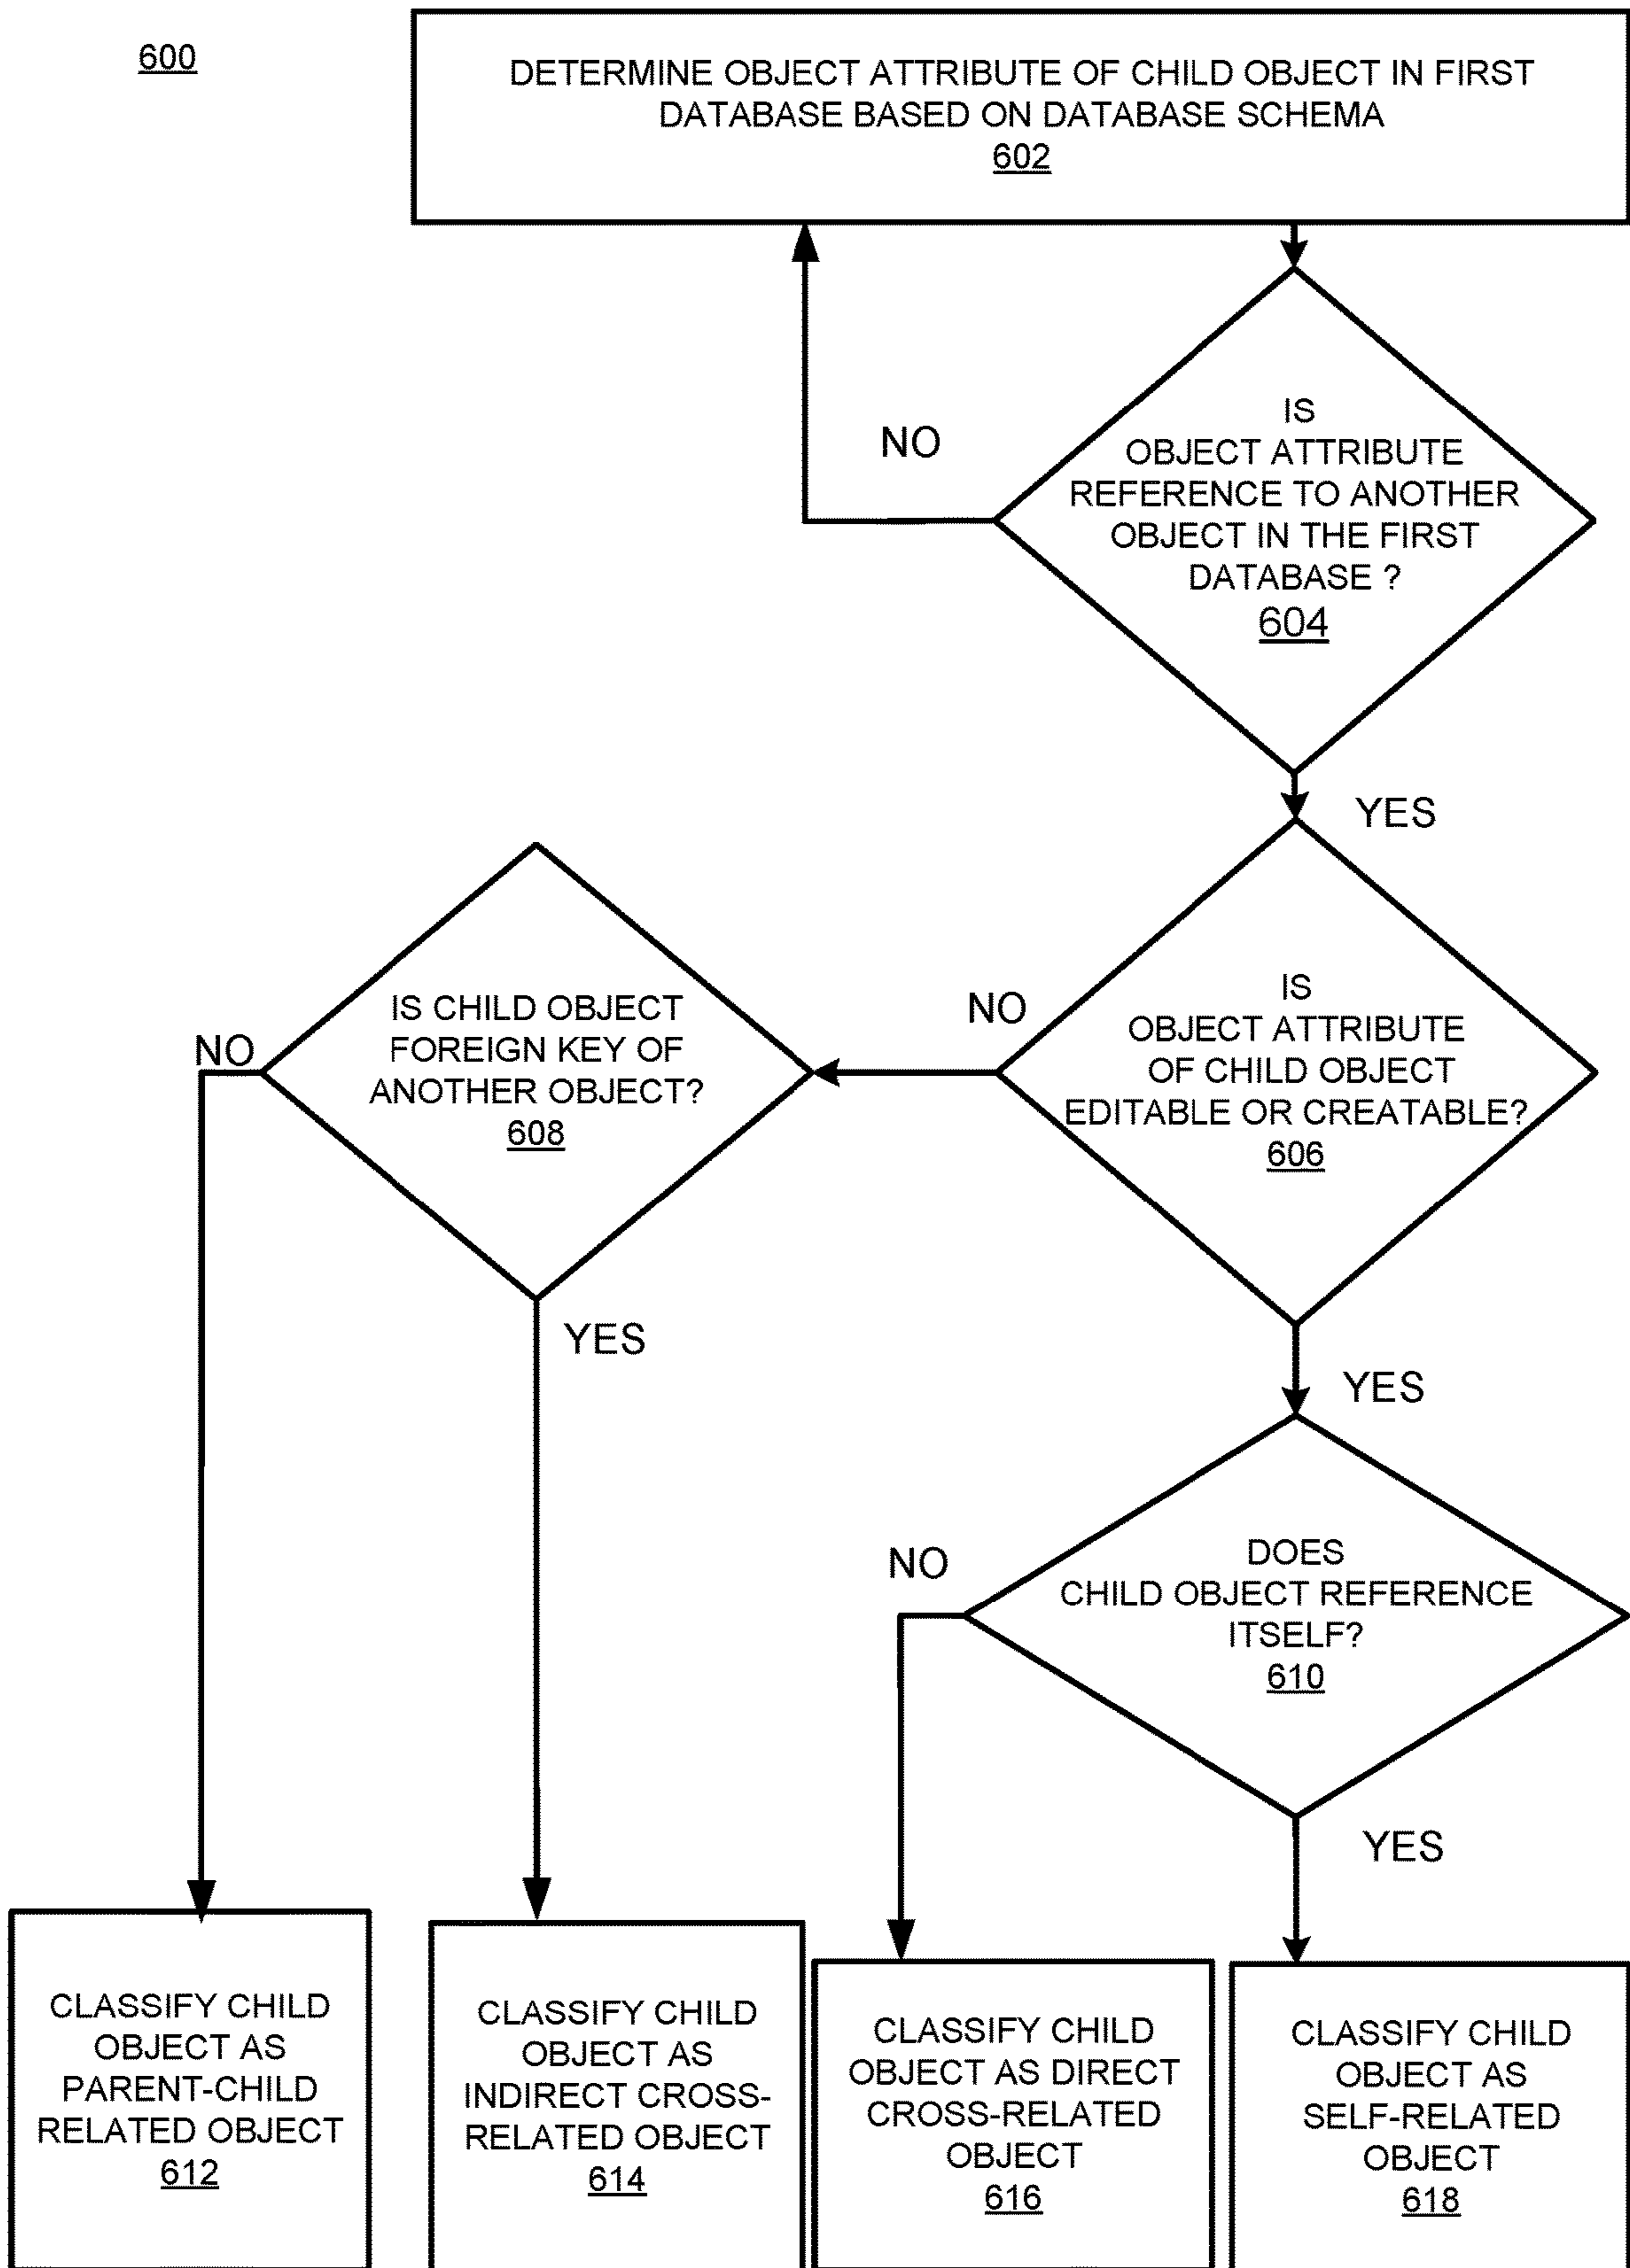 600
DETERMINE OBJECT ATTRIBUTE OF CHILD OBJECT IN FIRST
DATABASE BASED ON DATABASE SCHEMA
602
IS
OBJECT ATTRIBUTE
REFERENCE TO ANOTHER
OBJECT IN THE FIRST
DATABASE ?
604
NO
YES
IS
OBJECT ATTRIBUTE
OF CHILD OBJECT
EDITABLE OR CREATABLE?
606
NO
YES
IS CHILD OBJECT
FOREIGN KEY OF
ANOTHER OBJECT?
608
NO
YES
DOES
CHILD OBJECT REFERENCE
ITSELF?
610
NO
YES
CLASSIFY CHILD
OBJECT AS
PARENT-CHILD
RELATED OBJECT
612
CLASSIFY CHILD
OBJECT AS
INDIRECT CROSS-
RELATED OBJECT
614
CLASSIFY CHILD
OBJECT AS DIRECT
CROSS-RELATED
OBJECT
616
CLASSIFY CHILD
OBJECT AS
SELF-RELATED
OBJECT
618